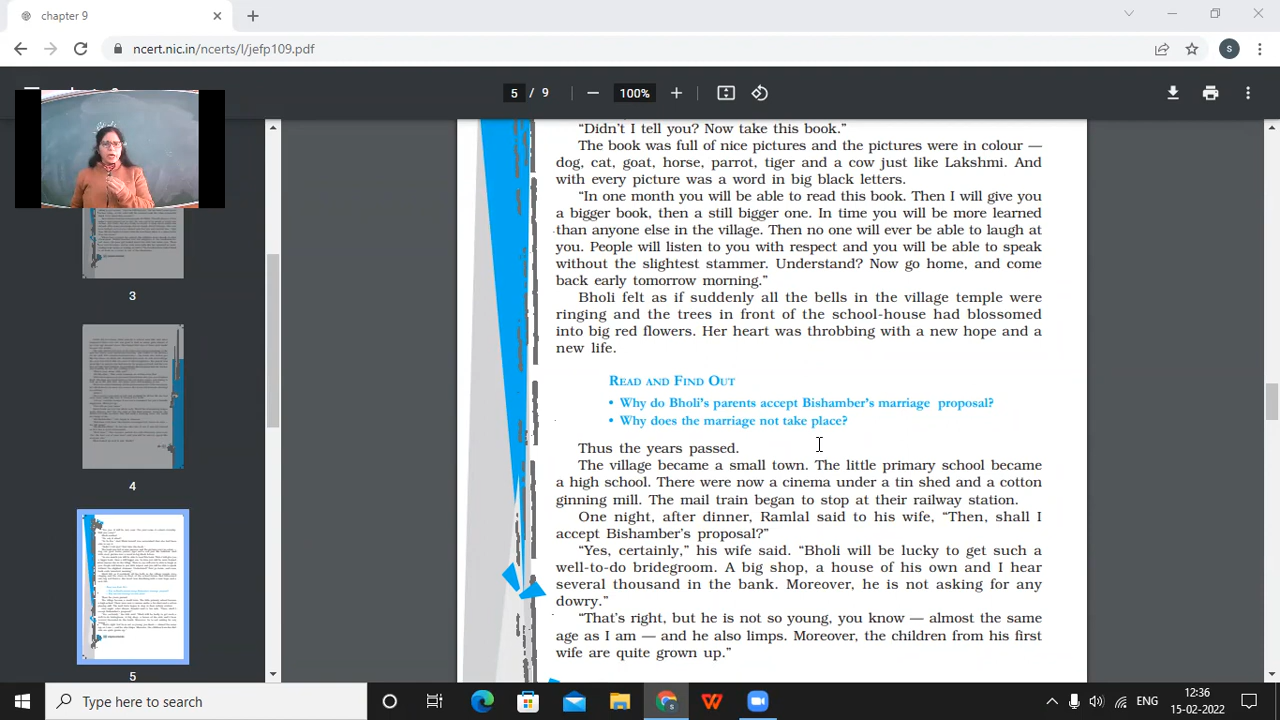 chapter 9
ncert.nic.in/ncerts/l/jefp109.pdf
S
5 / 9
100%
3
4
5
"Didn't I tell you? Now take this book."
The book was full of nice pictures and the pictures were in colour —
dog, cat, goat, horse, parrot, tiger and a cow just like Lakshmi. And
with every picture was a word in big black letters.
"In one month you will be able to read this book. Then I will give you
a bigger book, then a still bigger one. In time you will be more learned
than anyone else in the village. Then no one will ever be able to laugh at
you. People will listen to you with respect and you will be able to speak
without the slightest stammer. Understand? Now go home, and come
back early tomorrow morning."
Bholi felt as if suddenly all the bells in the village temple were
ringing and the trees in front of the school-house had blossomed
into big red flowers. Her heart was throbbing with a new hope and a
new life.
READ AND FIND OUT
• Why do Bholi's parents accept Bishamber's marriage proposal?
• Why does the marriage not take place?
Thus the years passed.
The village became a small town. The little primary school became
a high school. There were now a cinema under a tin shed and a cotton
ginning mill. The mail train began to stop at their railway station.
One night, after dinner, Ramlal said to his wife, "Then, shall I
accept Bishamber's proposal?"
"Yes, certainly," his wife said. "Bholi will be lucky to get such a
well-to-do bridegroom. A big shop, a house of his own and I hear
several thousand in the bank. Moreover, he is not asking for any
dowry."
"That's right, but he is not so young, you know — almost the same
age as I am — and he also limps. Moreover, the children from his first
wife are quite grown up."
Type here to search
ENG
12:36
15-02-2022